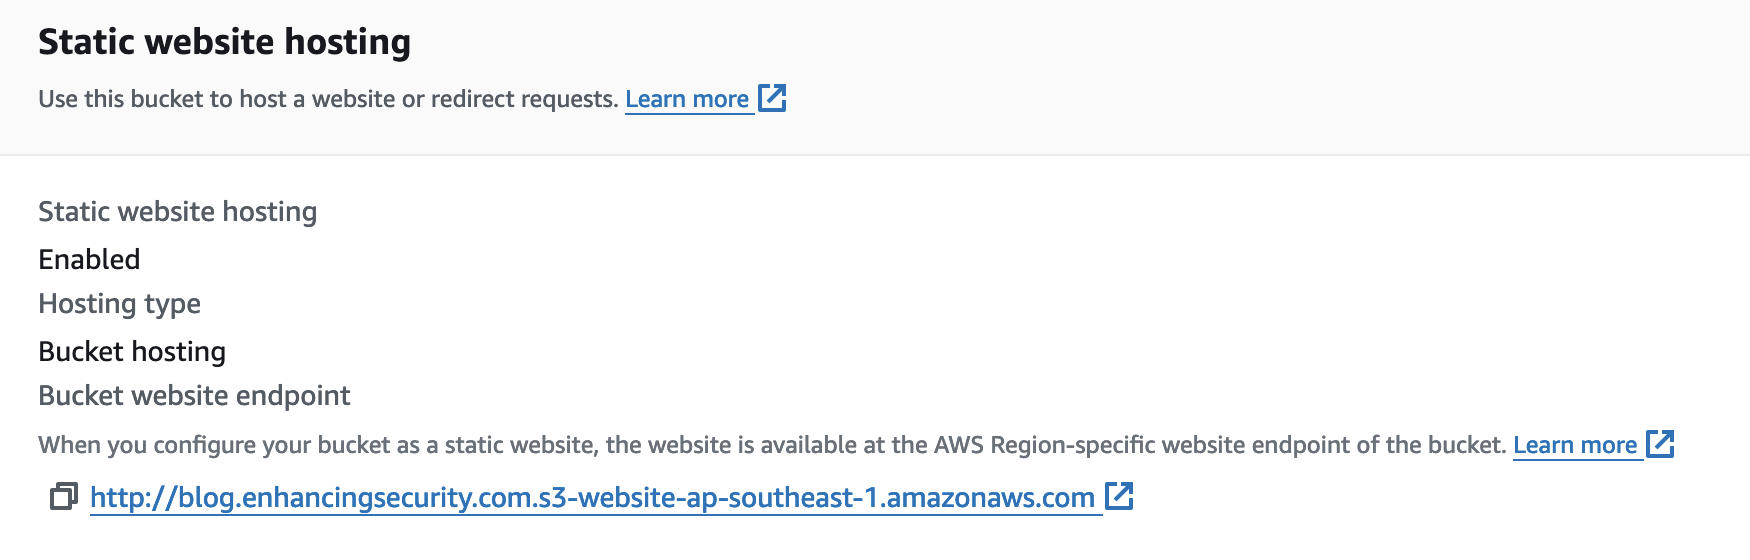 Static website hosting
Use this bucket to host a website or redirect requests. Learn more
Static website hosting
Enabled
Hosting type
Bucket hosting
Bucket website endpoint
When you configure your bucket as a static website, the website is available at the AWS Region-specific website endpoint of the bucket. Learn more
http://blog.enhancingsecurity.com.s3-website-ap-southeast-1.amazonaws.com